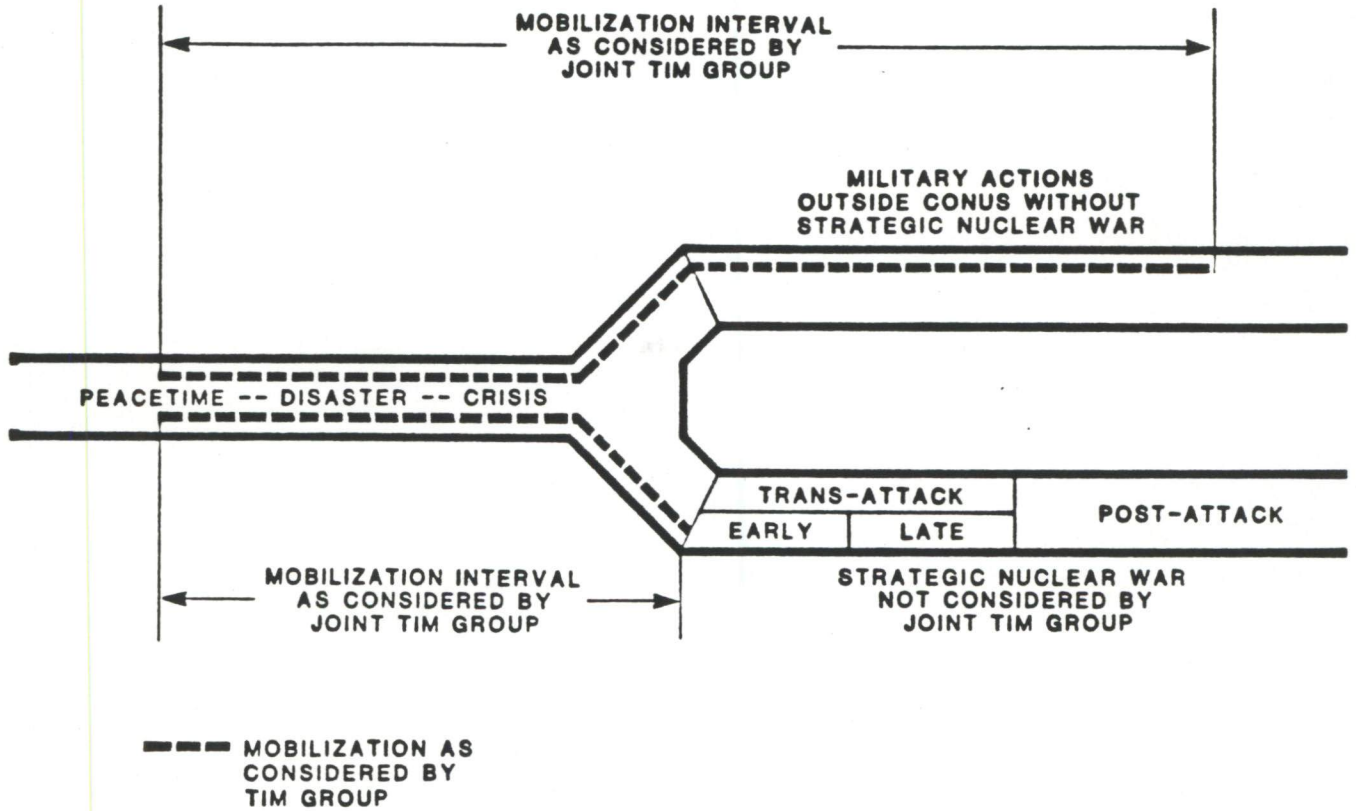 MOBILIZATION INTERVAL
AS CONSIDERED BY
JOINT TIM GROUP
MILITARY ACTIONS
OUTSIDE CONUS WITHOUT
STRATEGIC NUCLEAR WAR
PEACETIME -- DISASTER -- CRISIS
TRANS-ATTACK
EARLY
LATE
POST-ATTACK
MOBILIZATION INTERVAL
AS CONSIDERED BY
JOINT TIM GROUP
STRATEGIC NUCLEAR WAR
NOT CONSIDERED BY
JOINT TIM GROUP
MOBILIZATION AS
CONSIDERED BY
TIM GROUP